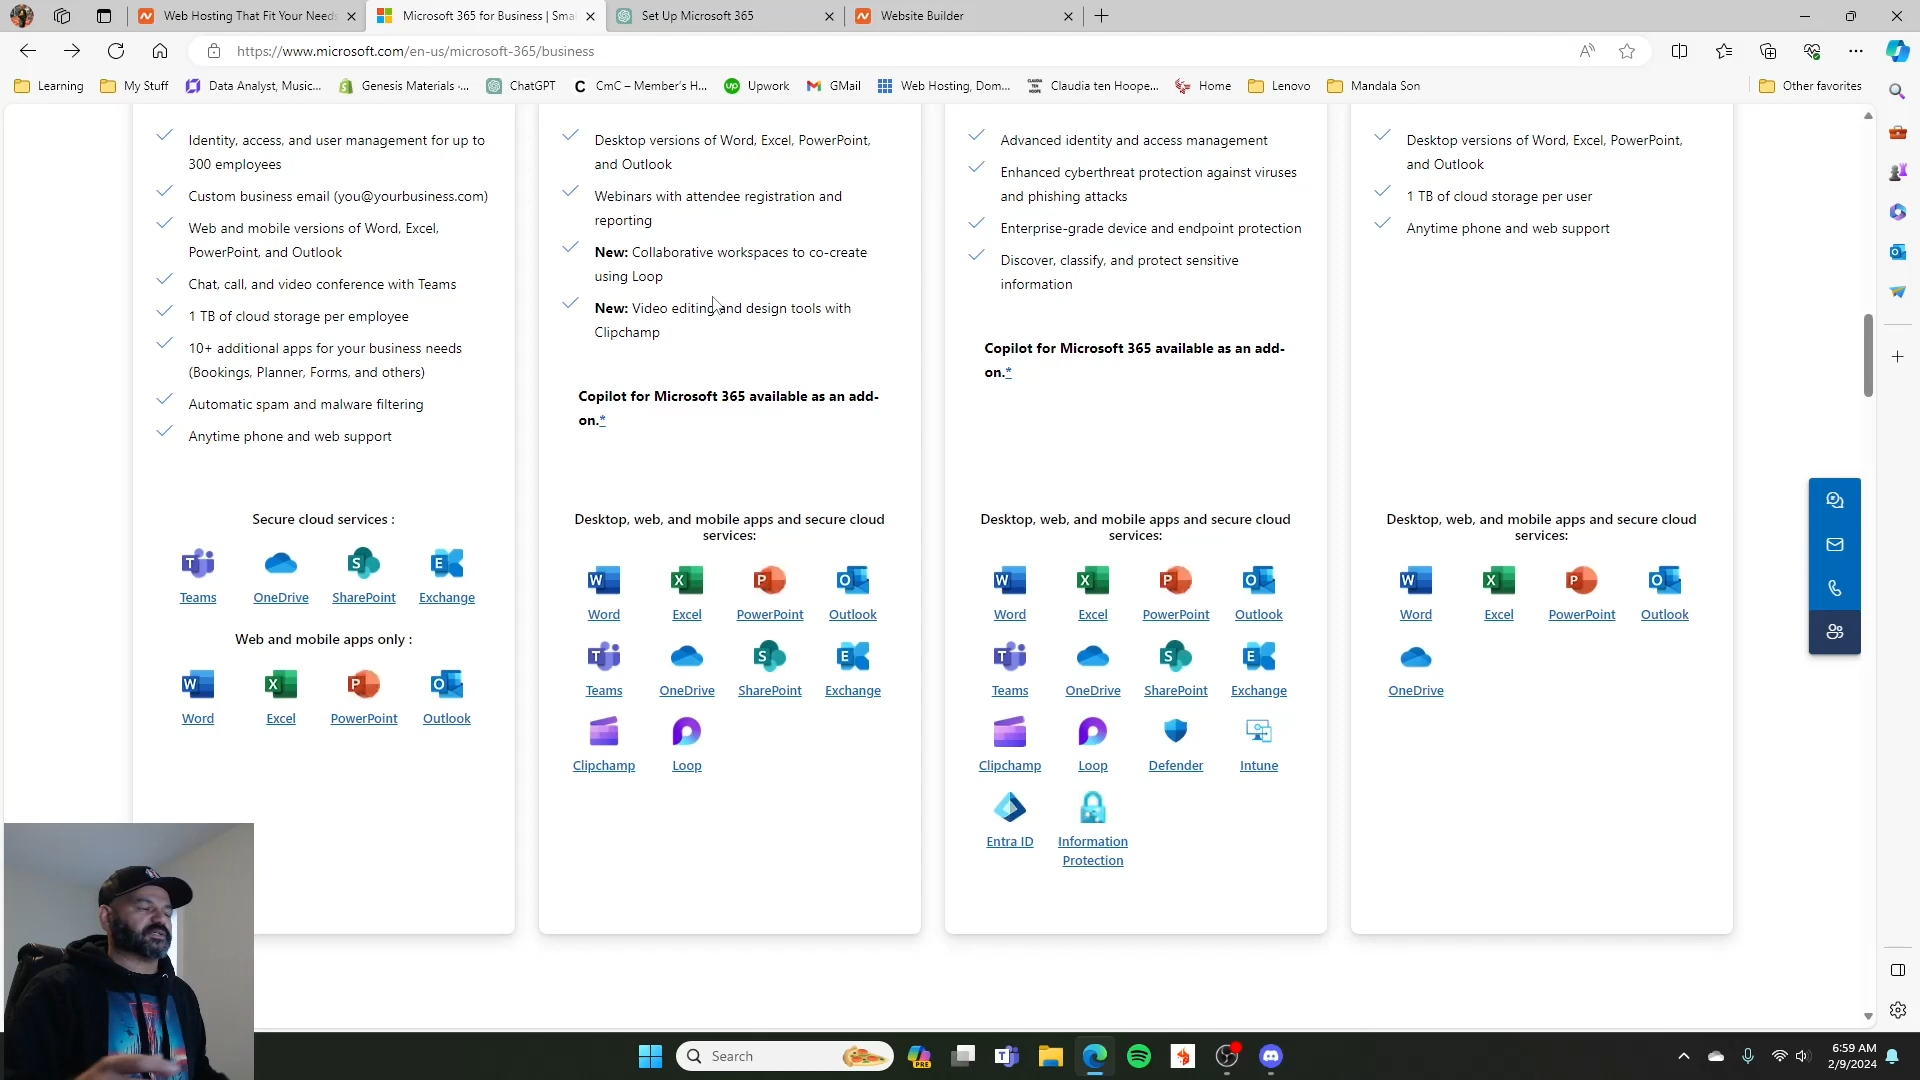 Web Hosting That Fit Your Needs
Microsoft 365 for Business | Sma
Set Up Microsoft 365
Website Builder
https://www.microsoft.com/en-us/microsoft-365/business
Learning
My Stuff
Data Analyst, Music...
Genesis Materials -...
ChatGPT
CmC – Member's H...
Upwork
GMail
Web Hosting, Dom...
Claudia ten Hoope...
Home
Lenovo
Mandala Son
Other favorites
Identity, access, and user management for up to
300 employees
Custom business email (you@yourbusiness.com)
Web and mobile versions of Word, Excel,
PowerPoint, and Outlook
Chat, call, and video conference with Teams
1 TB of cloud storage per employee
10+ additional apps for your business needs
(Bookings, Planner, Forms, and others)
Automatic spam and malware filtering
Anytime phone and web support
Secure cloud services :
Teams
OneDrive
SharePoint
Exchange
Web and mobile apps only :
Word
Excel
PowerPoint
Outlook
Desktop versions of Word, Excel, PowerPoint,
and Outlook
Webinars with attendee registration and
reporting
New: Collaborative workspaces to co-create
using Loop
New: Video editing and design tools with
Clipchamp
Copilot for Microsoft 365 available as an add-
on.*
Desktop, web, and mobile apps and secure cloud
services:
Word
Excel
PowerPoint
Outlook
Teams
OneDrive
SharePoint
Exchange
Clipchamp
Loop
Advanced identity and access management
Enhanced cyberthreat protection against viruses
and phishing attacks
Enterprise-grade device and endpoint protection
Discover, classify, and protect sensitive
information
Copilot for Microsoft 365 available as an add-
on.*
Desktop, web, and mobile apps and secure cloud
services:
Word
Excel
PowerPoint
Outlook
Teams
OneDrive
SharePoint
Exchange
Clipchamp
Loop
Defender
Intune
Entra ID
Information
Protection
Desktop versions of Word, Excel, PowerPoint,
and Outlook
1 TB of cloud storage per user
Anytime phone and web support
Desktop, web, and mobile apps and secure cloud
services:
Word
Excel
PowerPoint
Outlook
OneDrive
Search
PRE
6:59 AM
2/9/2024